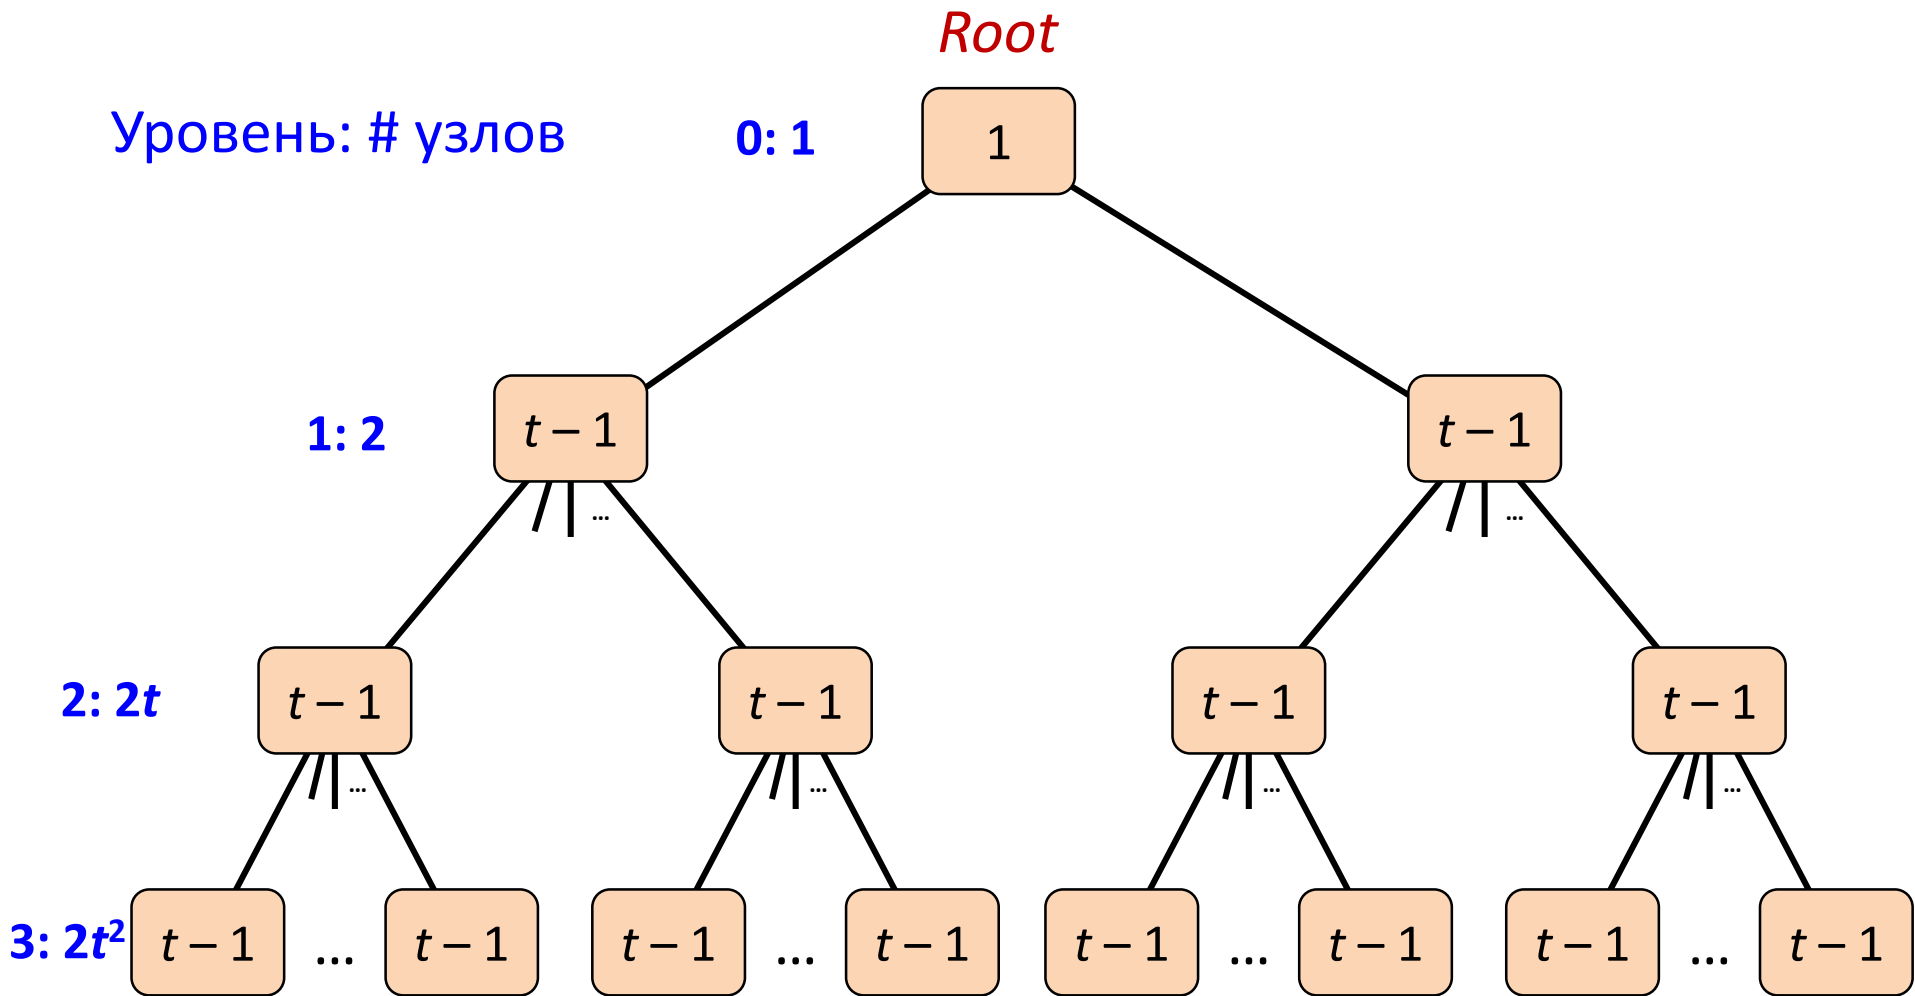 Root
Уровень: # узлов
0: 1
1
1: 2
t – 1
t – 1
...
...
2: 2t
t – 1
t – 1
t – 1
t – 1
...
...
...
...
3: 2t²
t – 1
...
t – 1
t – 1
...
t – 1
t – 1
...
t – 1
t – 1
...
t – 1